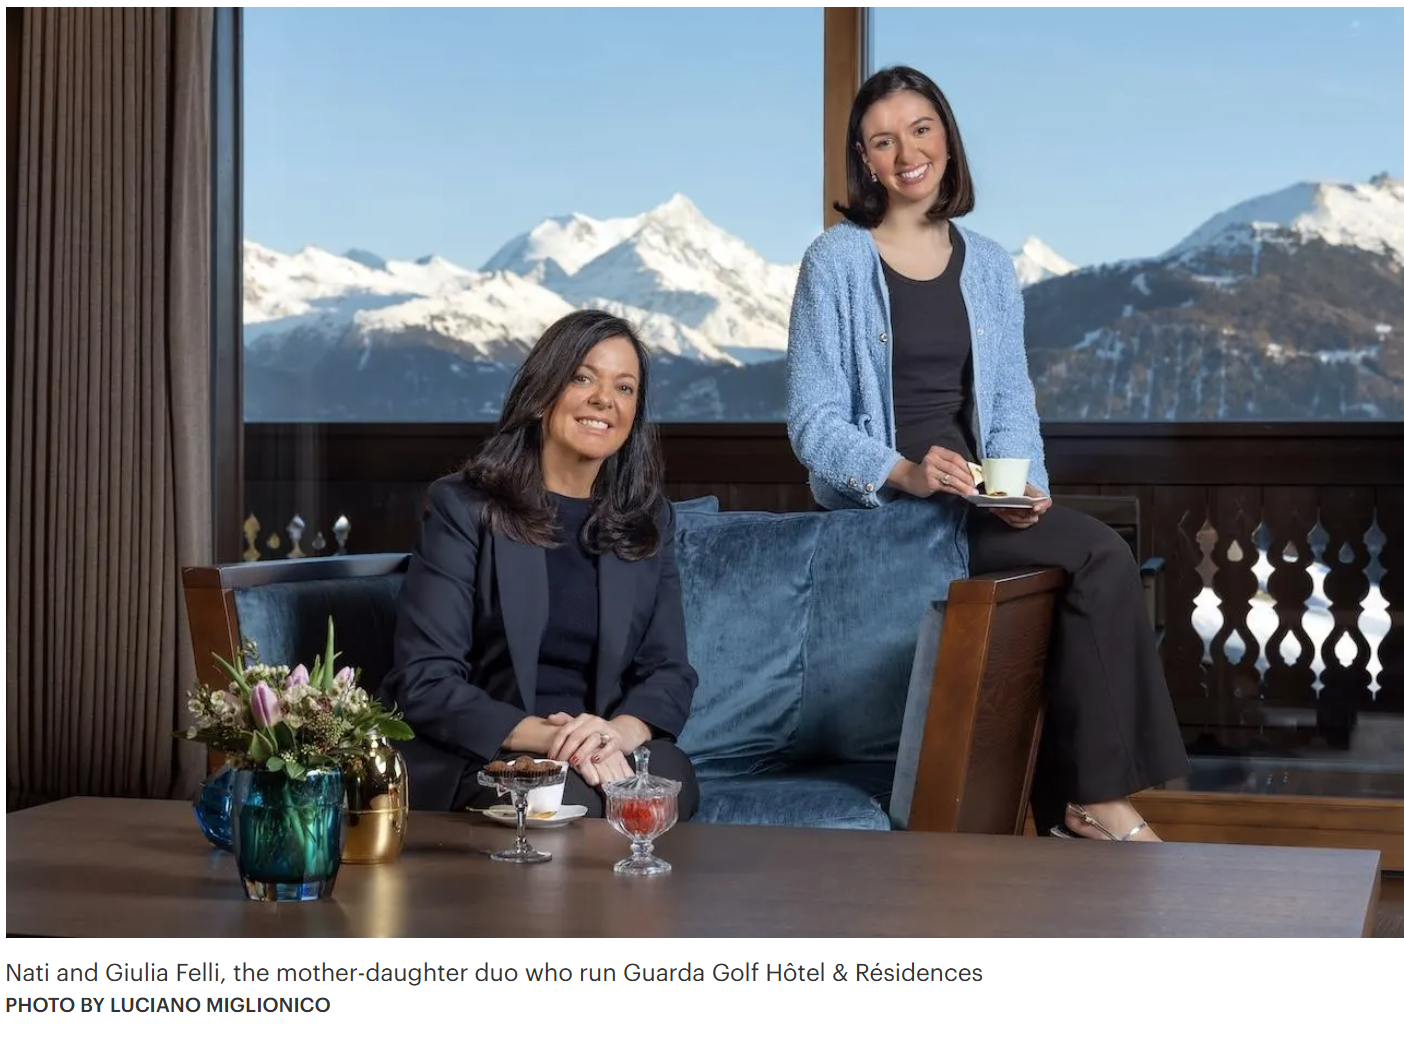 Nati and Giulia Felli, the mother-daughter duo who run Guarda Golf Hôtel & Résidences
PHOTO BY LUCIANO MIGLIONICO